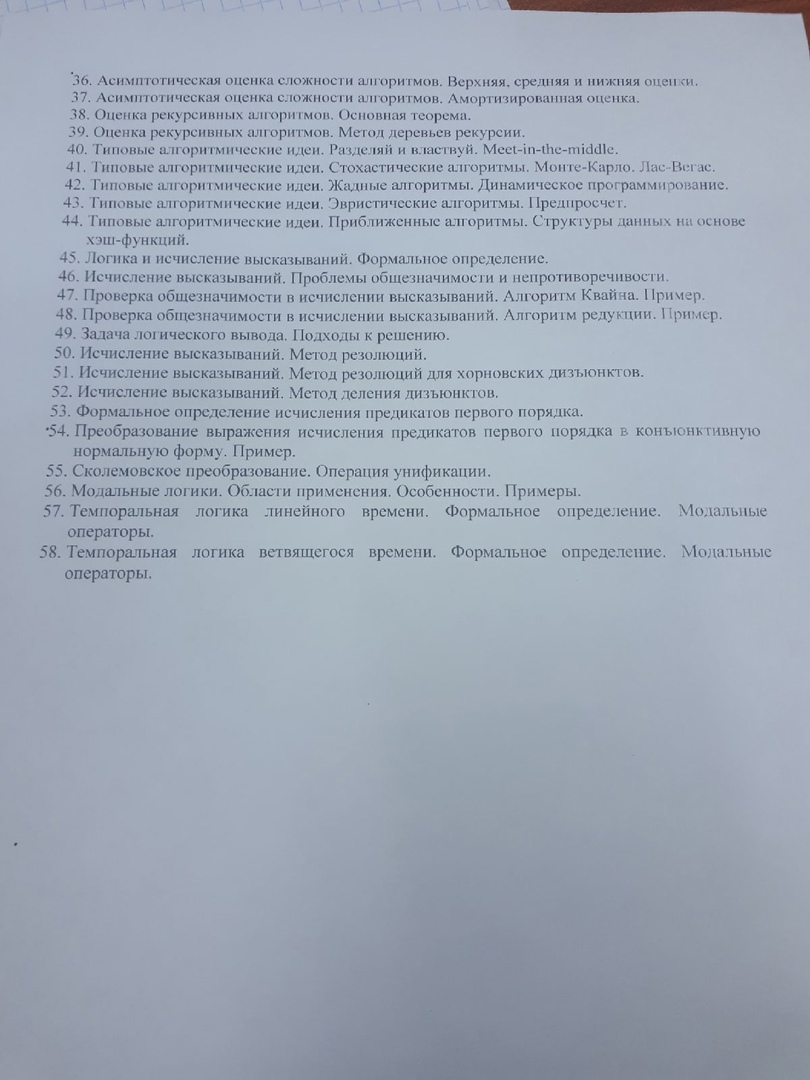 36. Асимптотическая оценка сложности алгоритмов. Верхняя, средняя и нижняя оценки.
37. Асимптотическая оценка сложности алгоритмов. Амортизированная оценка.
38. Оценка рекурсивных алгоритмов. Основная теорема.
39. Оценка рекурсивных алгоритмов. Метод деревьев рекурсии.
40. Типовые алгоритмические идеи. Разделяй и властвуй. Meet-in-the-middle.
41. Типовые алгоритмические идеи. Стохастические алгоритмы. Монте-Карло. Лас-Вегас.
42. Типовые алгоритмические идеи. Жадные алгоритмы. Динамическое программирование.
43. Типовые алгоритмические идеи. Эвристические алгоритмы. Предпросчет.
44. Типовые алгоритмические идеи. Приближенные алгоритмы. Структуры данных на основе
хэш-функций.
45. Логика и исчисление высказываний. Формальное определение.
46. Исчисление высказываний. Проблемы общезначимости и непротиворечивости.
47. Проверка общезначимости в исчислении высказываний. Алгоритм Квайна. Пример.
48. Проверка общезначимости в исчислении высказываний. Алгоритм редукции. Пример.
49. Задача логического вывода. Подходы к решению.
50. Исчисление высказываний. Метод резолюций.
51. Исчисление высказываний. Метод резолюций для хорновских дизъюнктов.
52. Исчисление высказываний. Метод деления дизъюнктов.
53. Формальное определение исчисления предикатов первого порядка.
54. Преобразование выражения исчисления предикатов первого порядка в конъюнктивную
нормальную форму. Пример.
55. Сколемовское преобразование. Операция унификации.
56. Модальные логики. Области применения. Особенности. Примеры.
57. Темпоральная логика линейного времени. Формальное определение. Модальные
операторы.
58. Темпоральная логика ветвящегося времени. Формальное определение. Модальные
операторы.